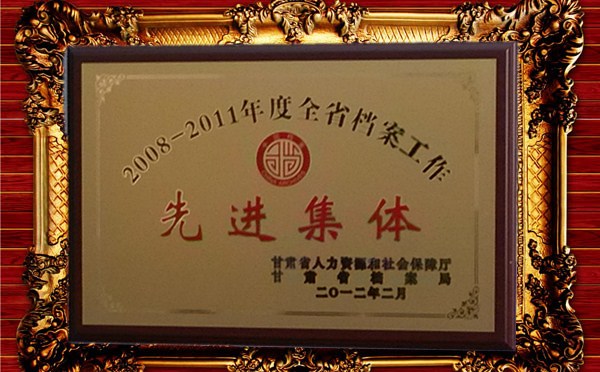 2008-2011年度全省档案工作
先进集体
甘肃省人力资源和社会保障厅
甘肃省档案局
二〇一二年二月